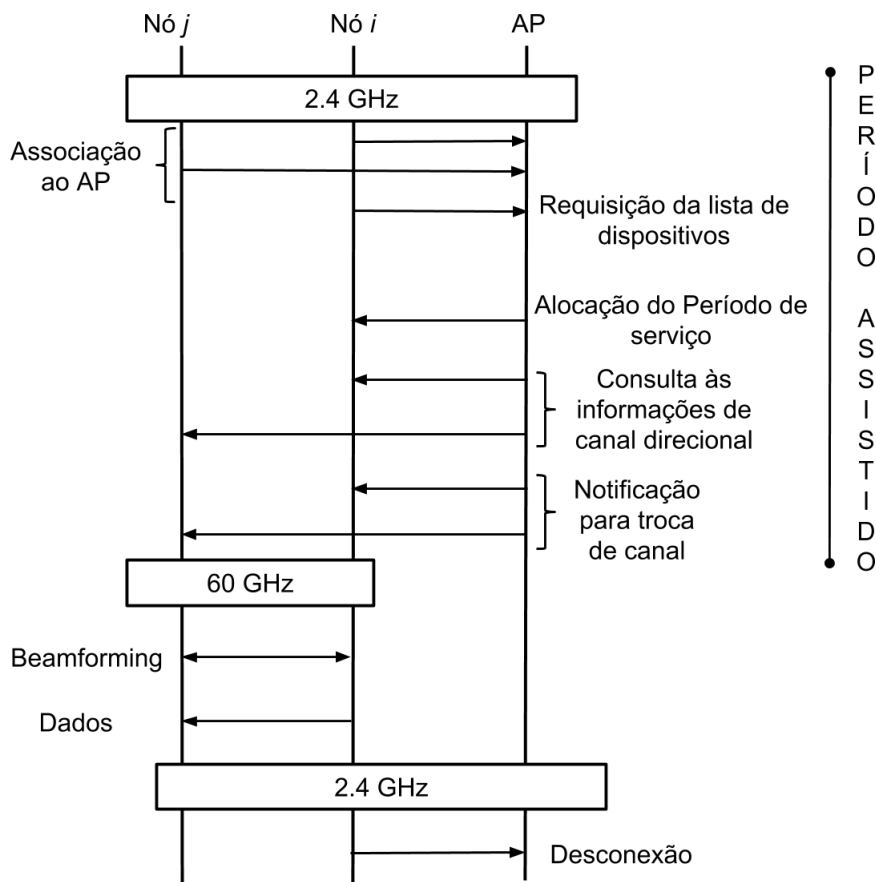 Nó j
Nó i
AP
2.4 GHz
Associação
ao AP
Requisição da lista de
dispositivos
Alocação do Período de
serviço
Consulta às
informações de
canal direcional
Notificação
para troca
de canal
PERÍODO ASSISTIDO
60 GHz
Beamforming
Dados
2.4 GHz
Desconexão